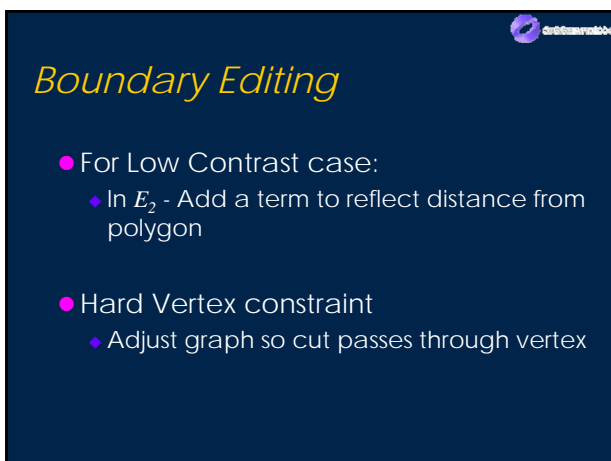 Boundary Editing
● For Low Contrast case:
◆ In E₂ - Add a term to reflect distance from
polygon
● Hard Vertex constraint
◆ Adjust graph so cut passes through vertex